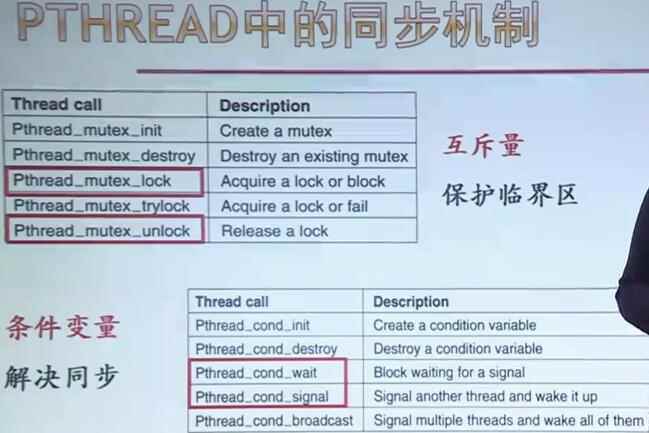 PTHREAD中的同步机制
Thread call Description
Pthread_mutex_init Create a mutex
Pthread_mutex_destroy Destroy an existing mutex
Pthread_mutex_lock Acquire a lock or block
Pthread_mutex_trylock Acquire a lock or fail
Pthread_mutex_unlock Release a lock
互斥量
保护临界区
条件变量
解决同步
Thread call Description
Pthread_cond_init Create a condition variable
Pthread_cond_destroy Destroy a condition variable
Pthread_cond_wait Block waiting for a signal
Pthread_cond_signal Signal another thread and wake it up
Pthread_cond_broadcast Signal multiple threads and wake all of them